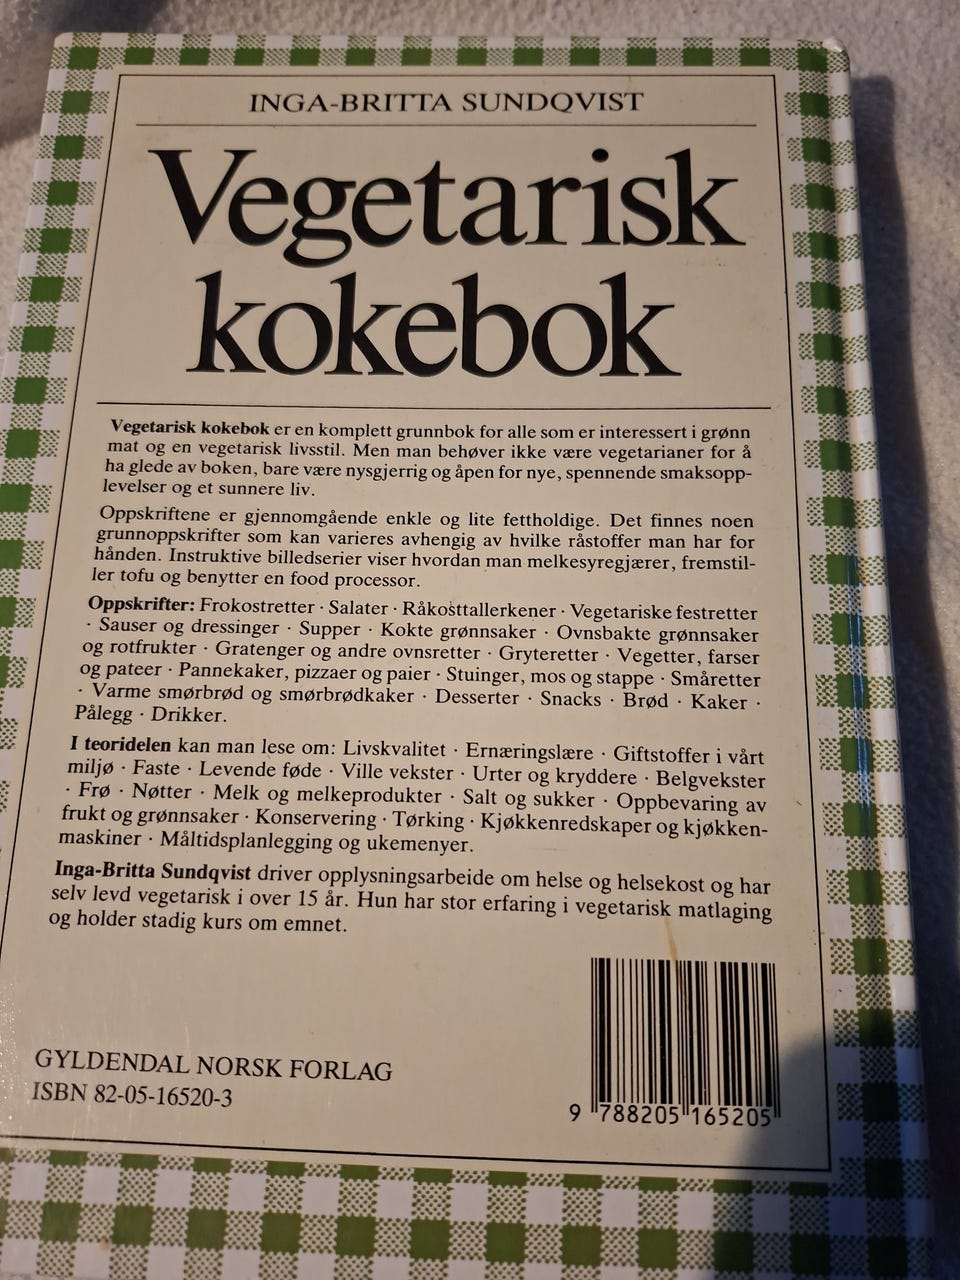 INGA-BRITTA SUNDQVIST
Vegetarisk
kokebok
Vegetarisk kokebok er en komplett grunnbok for alle som er interessert i grønn
mat og en vegetarisk livsstil. Men man behøver ikke være vegetarianer for å
ha glede av boken, bare være nysgjerrig og åpen for nye, spennende smaksopp-
levelser og et sunnere liv.
Oppskriftene er gjennomgående enkle og lite fettholdige. Det finnes noen
grunnoppskrifter som kan varieres avhengig av hvilke råstoffer man har for
hånden. Instruktive billedserier viser hvordan man melkesyregjærer, fremstil-
ler tofu og benytter en food processor.
Oppskrifter: Frokostretter · Salater · Råkosttallerkener · Vegetariske festretter
· Sauser og dressinger · Supper · Kokte grønnsaker · Ovnsbakte grønnsaker
og rotfrukter · Gratenger og andre ovnsretter · Gryteretter · Vegetter, farser
og pateer · Pannekaker, pizzaer og paier · Stuinger, mos og stappe · Småretter
· Varme smørbrød og smørbrødkaker · Desserter · Snacks · Brød · Kaker ·
Pålegg · Drikker.
I teoridelen kan man lese om: Livskvalitet · Ernæringslære · Giftstoffer i vårt
miljø · Faste · Levende føde · Ville vekster · Urter og kryddere · Belgvekster
· Frø · Nøtter · Melk og melkeprodukter · Salt og sukker · Oppbevaring av
frukt og grønnsaker · Konservering · Tørking · Kjøkkenredskaper og kjøkken-
maskiner · Måltidsplanlegging og ukemenyer.
Inga-Britta Sundqvist driver opplysningsarbeide om helse og helsekost og har
selv levd vegetarisk i over 15 år. Hun har stor erfaring i vegetarisk matlaging
og holder stadig kurs om emnet.
GYLDENDAL NORSK FORLAG
ISBN 82-05-16520-3
9 788205 165205